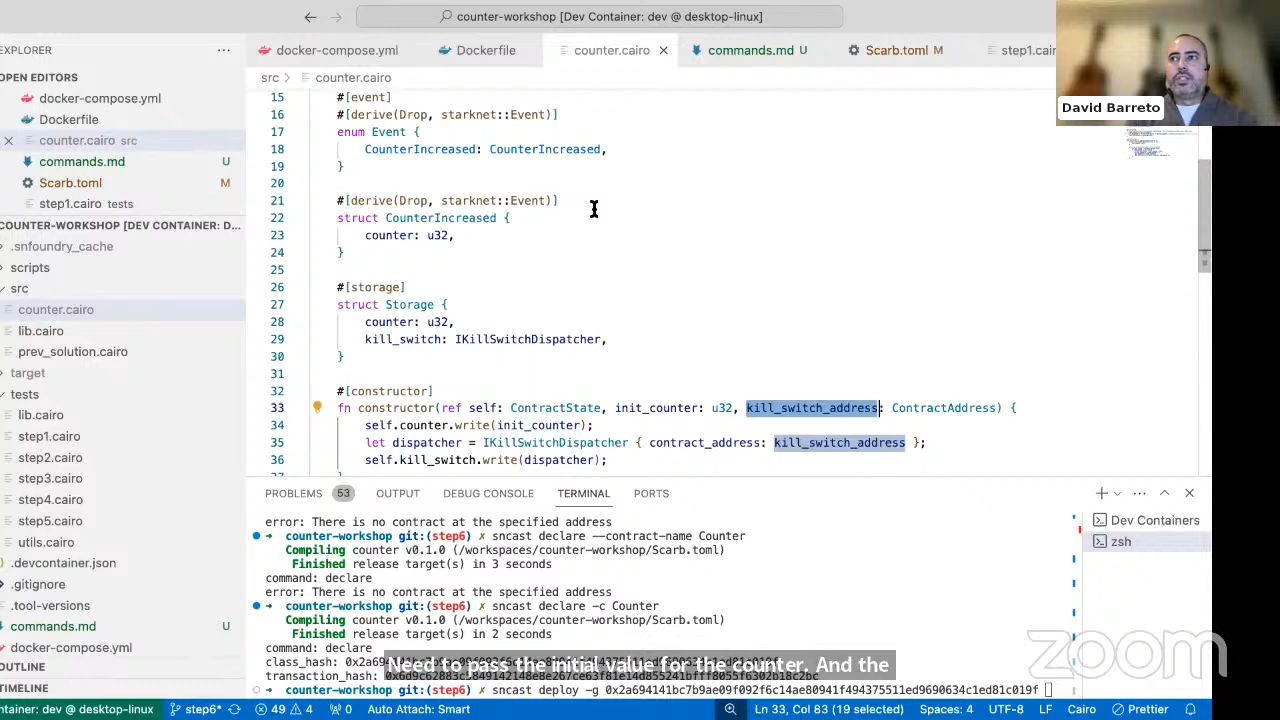 counter-workshop [Dev Container: dev @ desktop-linux]
EXPLORER
docker-compose.yml
Dockerfile
counter.cairo
commands.md U
Scarb.toml M
step1.cairo
David Barreto
src > counter.cairo
OPEN EDITORS
docker-compose.yml
Dockerfile
counter.cairo src
commands.md U
Scarb.toml M
step1.cairo tests
COUNTER-WORKSHOP [DEV CONTAINER: D...
.snfoundry_cache
scripts
src
counter.cairo
lib.cairo
prev_solution.cairo
target
tests
lib.cairo
step1.cairo
step2.cairo
step3.cairo
step4.cairo
step5.cairo
utils.cairo
.devcontainer.json
.gitignore
.tool-versions
commands.md U
OUTLINE
TIMELINE
15 #[event]
16 #[derive(Drop, starknet::Event)]
17 enum Event {
18 CounterIncreased: CounterIncreased,
19 }
20
21 #[derive(Drop, starknet::Event)]
22 struct CounterIncreased {
23 counter: u32,
24 }
25
26 #[storage]
27 struct Storage {
28 counter: u32,
29 kill_switch: IKillSwitchDispatcher,
30 }
31
32 #[constructor]
33 fn constructor(ref self: ContractState, init_counter: u32, kill_switch_address: ContractAddress) {
34 self.counter.write(init_counter);
35 let dispatcher = IKillSwitchDispatcher { contract_address: kill_switch_address };
36 self.kill_switch.write(dispatcher);
PROBLEMS 53 OUTPUT DEBUG CONSOLE TERMINAL PORTS
Dev Containers
zsh
error: There is no contract at the specified address
counter-workshop git:(step6) ✗ sncast declare --contract-name Counter
Compiling counter v0.1.0 (/workspaces/counter-workshop/Scarb.toml)
Finished release target(s) in 3 seconds
command: declare
error: There is no contract at the specified address
counter-workshop git:(step6) ✗ sncast declare -c Counter
Compiling counter v0.1.0 (/workspaces/counter-workshop/Scarb.toml)
Finished release target(s) in 2 seconds
command: declare
class_hash:
transaction_hash:
Need to pass the initial value for the counter. And the
counter-workshop git:(step6) ✗ sncast deploy -g 0x2a694141bc7b9ae09f092f6c14ae80941f494375511ed9690634c1ed81c019f
zoom
tainer: dev @ desktop-linux step6* 49 4 0 Auto Attach: Smart Ln 33, Col 83 (19 selected) Spaces: 4 UTF-8 LF Cairo Prettier